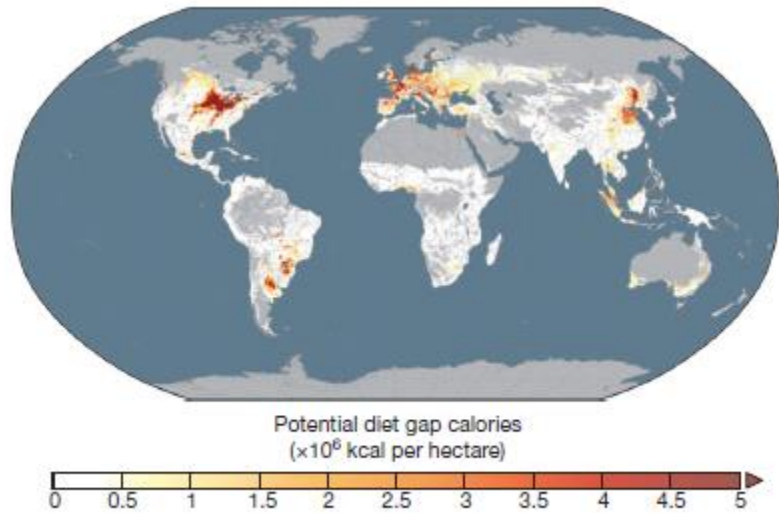 Potential diet gap calories
(×10⁶ kcal per hectare)
0 0.5 1 1.5 2 2.5 3 3.5 4 4.5 5